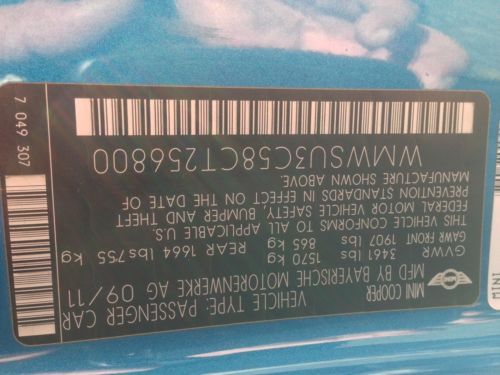 MINI COOPER
MFD BY BAYERISCHE MOTORENWERKE AG 09/11
VEHICLE TYPE: PASSENGER CAR
GVWR 3461 lbs 1570 kg
GAWR FRONT 1907 lbs 865 kg REAR 1664 lbs 755 kg
THIS VEHICLE CONFORMS TO ALL APPLICABLE U.S.
FEDERAL MOTOR VEHICLE SAFETY, BUMPER AND THEFT
PREVENTION STANDARDS IN EFFECT ON THE DATE OF
MANUFACTURE SHOWN ABOVE.
WMWSU3C58CT256800
7 049 307
MINI